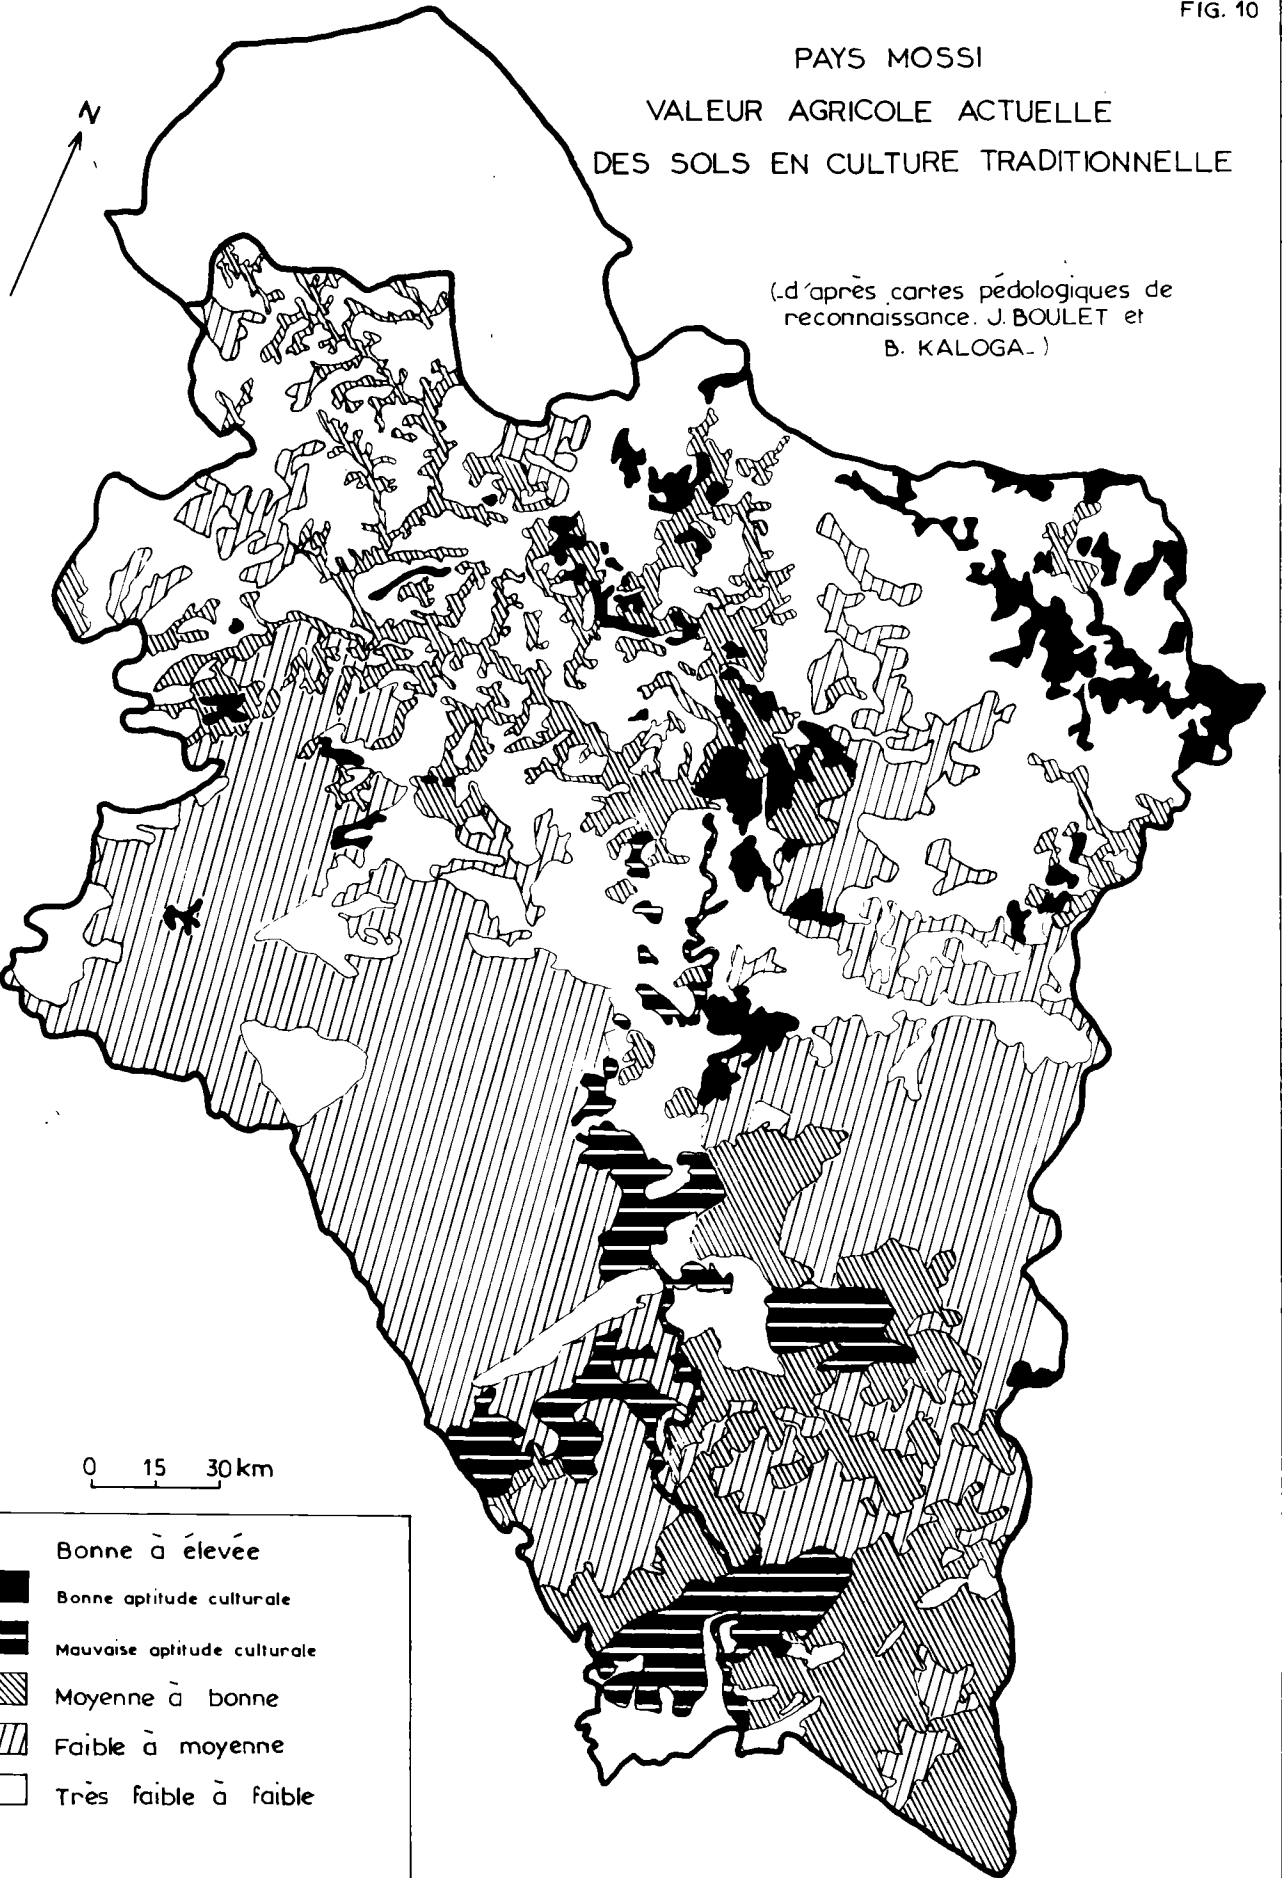 FIG. 10
PAYS MOSSI
VALEUR AGRICOLE ACTUELLE
DES SOLS EN CULTURE TRADITIONNELLE
(_d'après cartes pédologiques de
reconnaissance. J. BOULET et
B. KALOGA_)
N
0 15 30 km
Bonne à élevée
Bonne aptitude culturale
Mauvaise aptitude culturale
Moyenne à bonne
Faible à moyenne
Très faible à faible